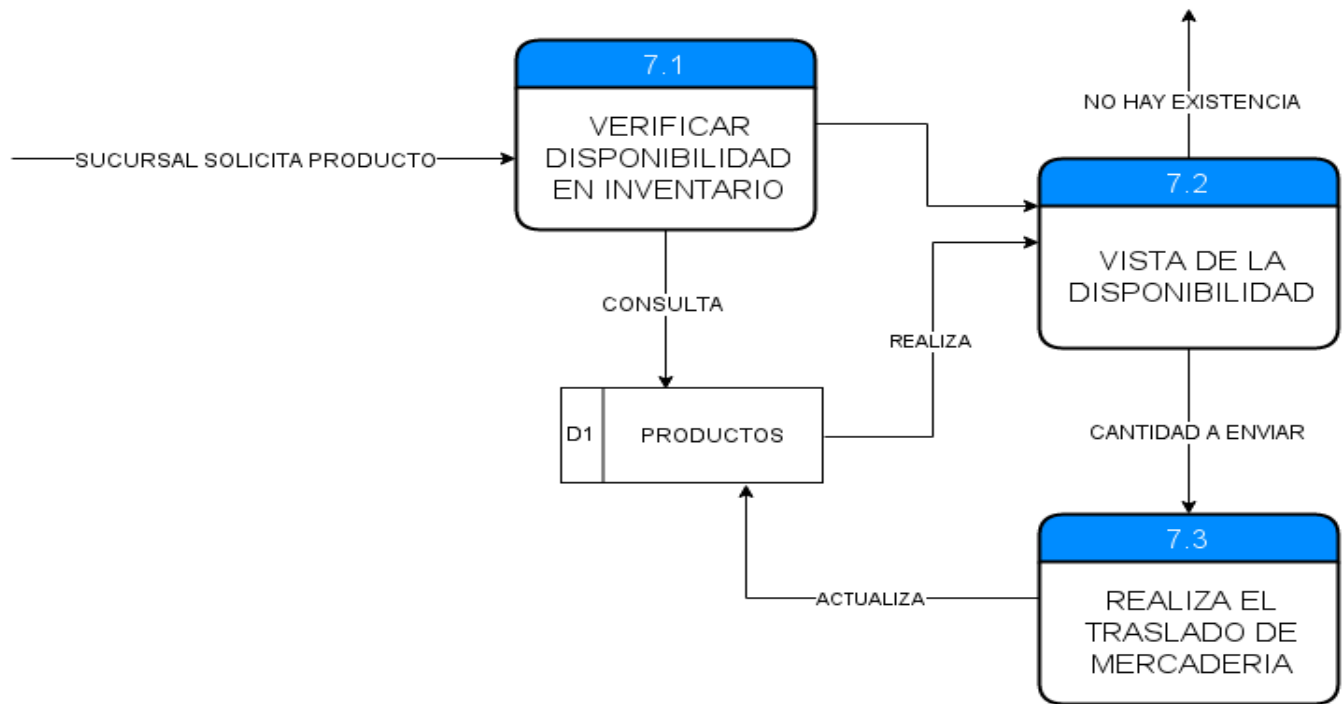 7.1
VERIFICAR
DISPONIBILIDAD
EN INVENTARIO
SUCURSAL SOLICITA PRODUCTO
NO HAY EXISTENCIA
7.2
VISTA DE LA
DISPONIBILIDAD
CONSULTA
REALIZA
D1
PRODUCTOS
CANTIDAD A ENVIAR
7.3
REALIZA EL
TRASLADO DE
MERCADERIA
ACTUALIZA